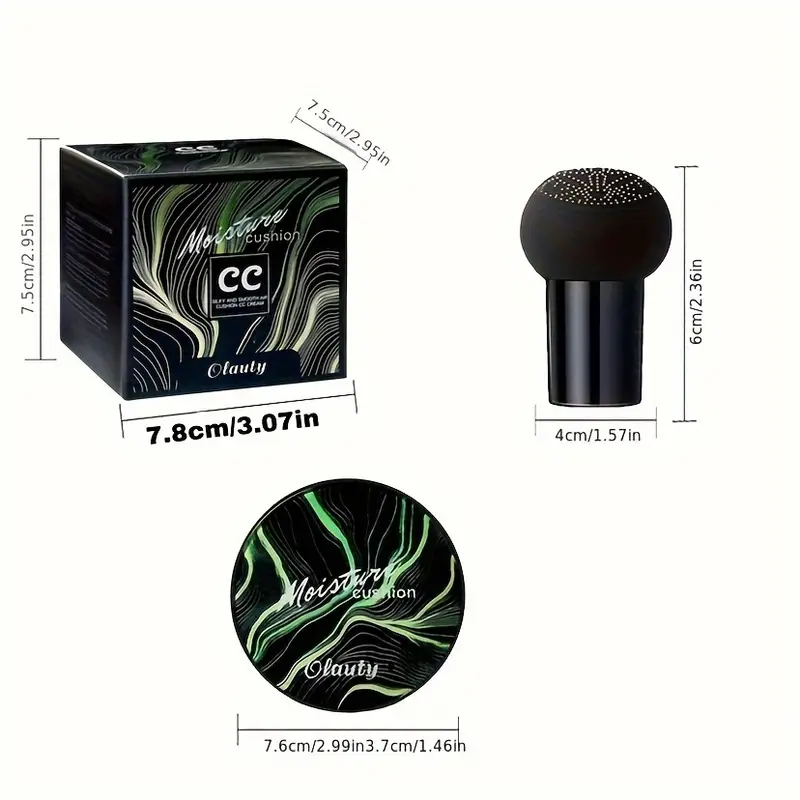 7.5cm/2.95in
CC
7.5cm/2.95in
Moisture
cushion
CC
SILKY AND SMOOTH AIR
CUSHION CC CREAM
Olauty
7.8cm/3.07in
6cm/2.36in
4cm/1.57in
Moisture
cushion
Olauty
7.6cm/2.99in3.7cm/1.46in